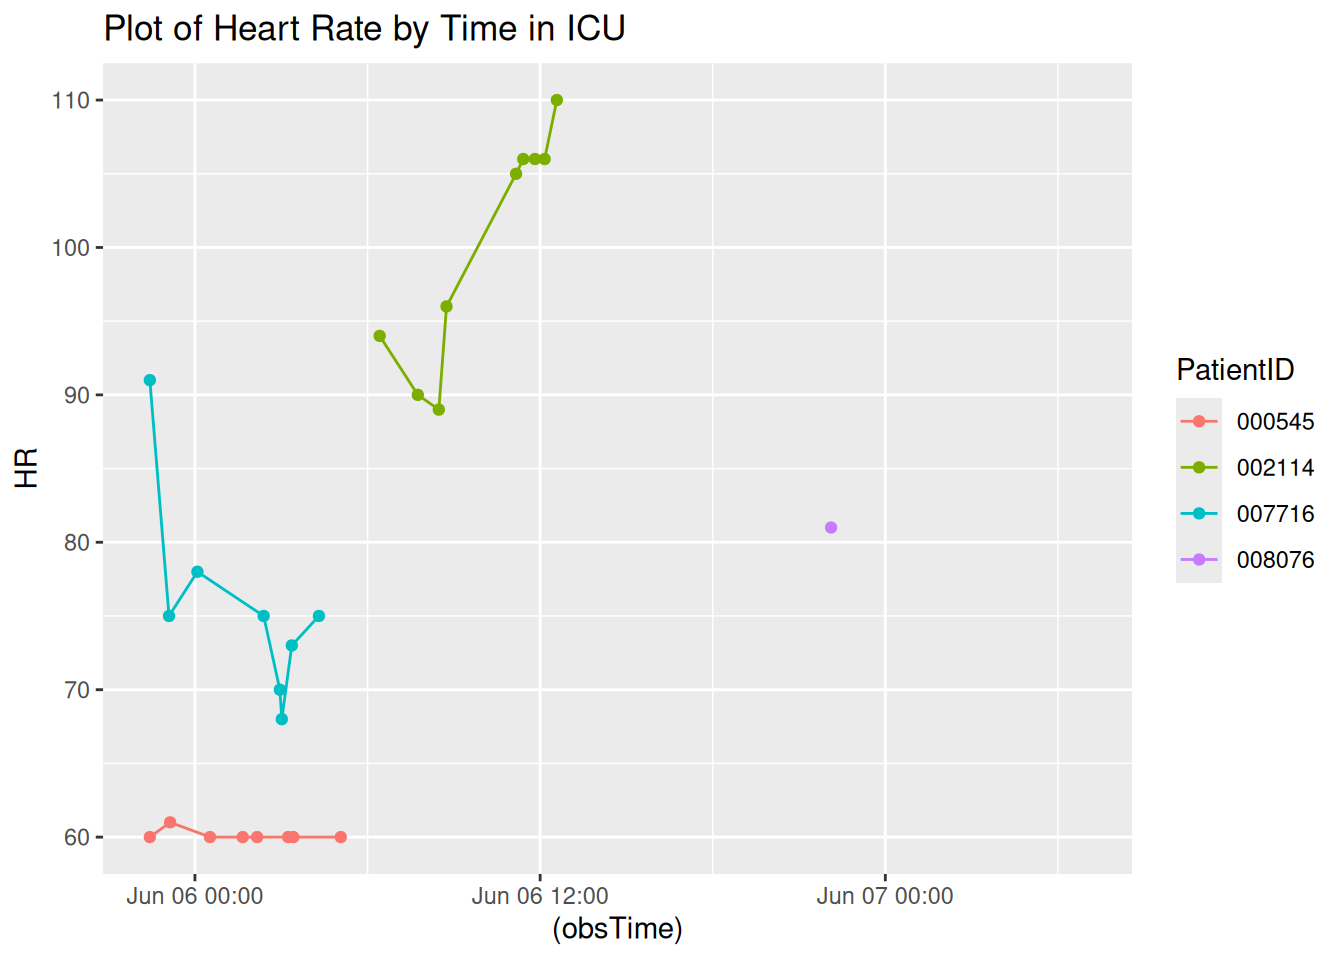 Plot of Heart Rate by Time in ICU
110
100
90
80
70
60
HR
Jun 06 00:00
Jun 06 12:00
Jun 07 00:00
(obsTime)
PatientID
000545
002114
007716
008076